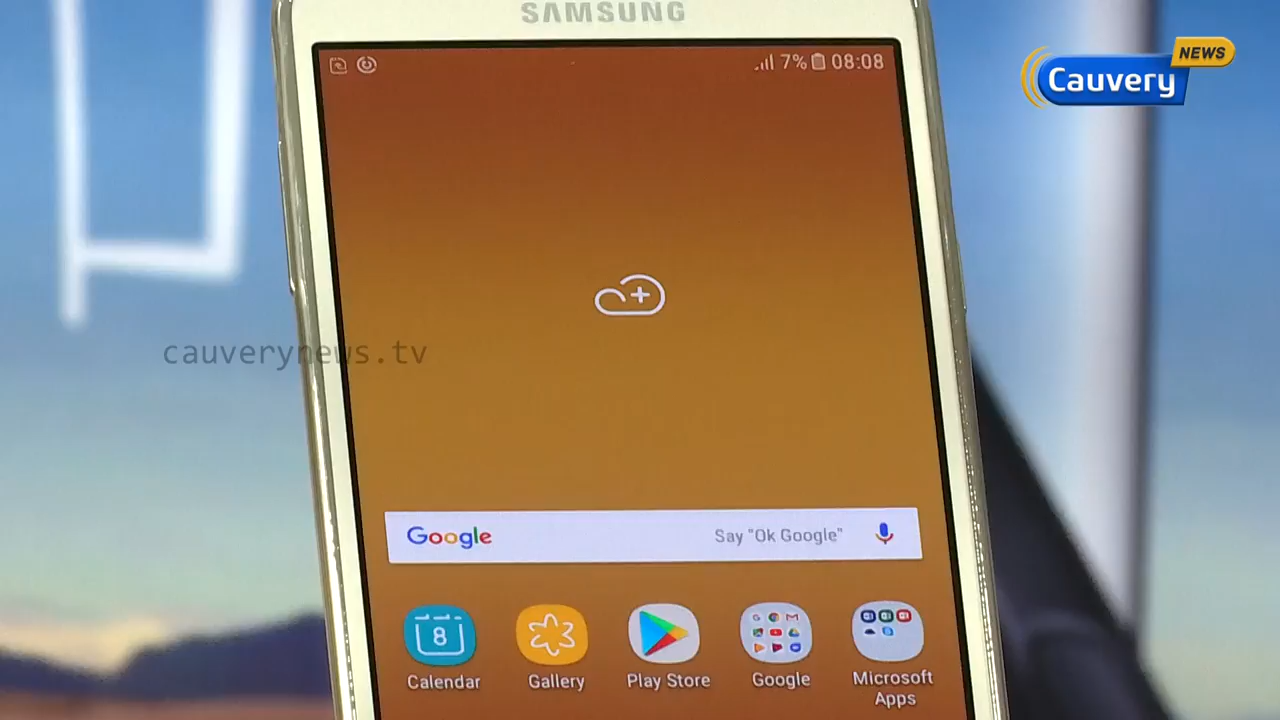 SAMSUNG
7% 08:08
NEWS
Cauvery
cauverynews.tv
Google Say "Ok Google"
8
Calendar Gallery Play Store Google Microsoft Apps